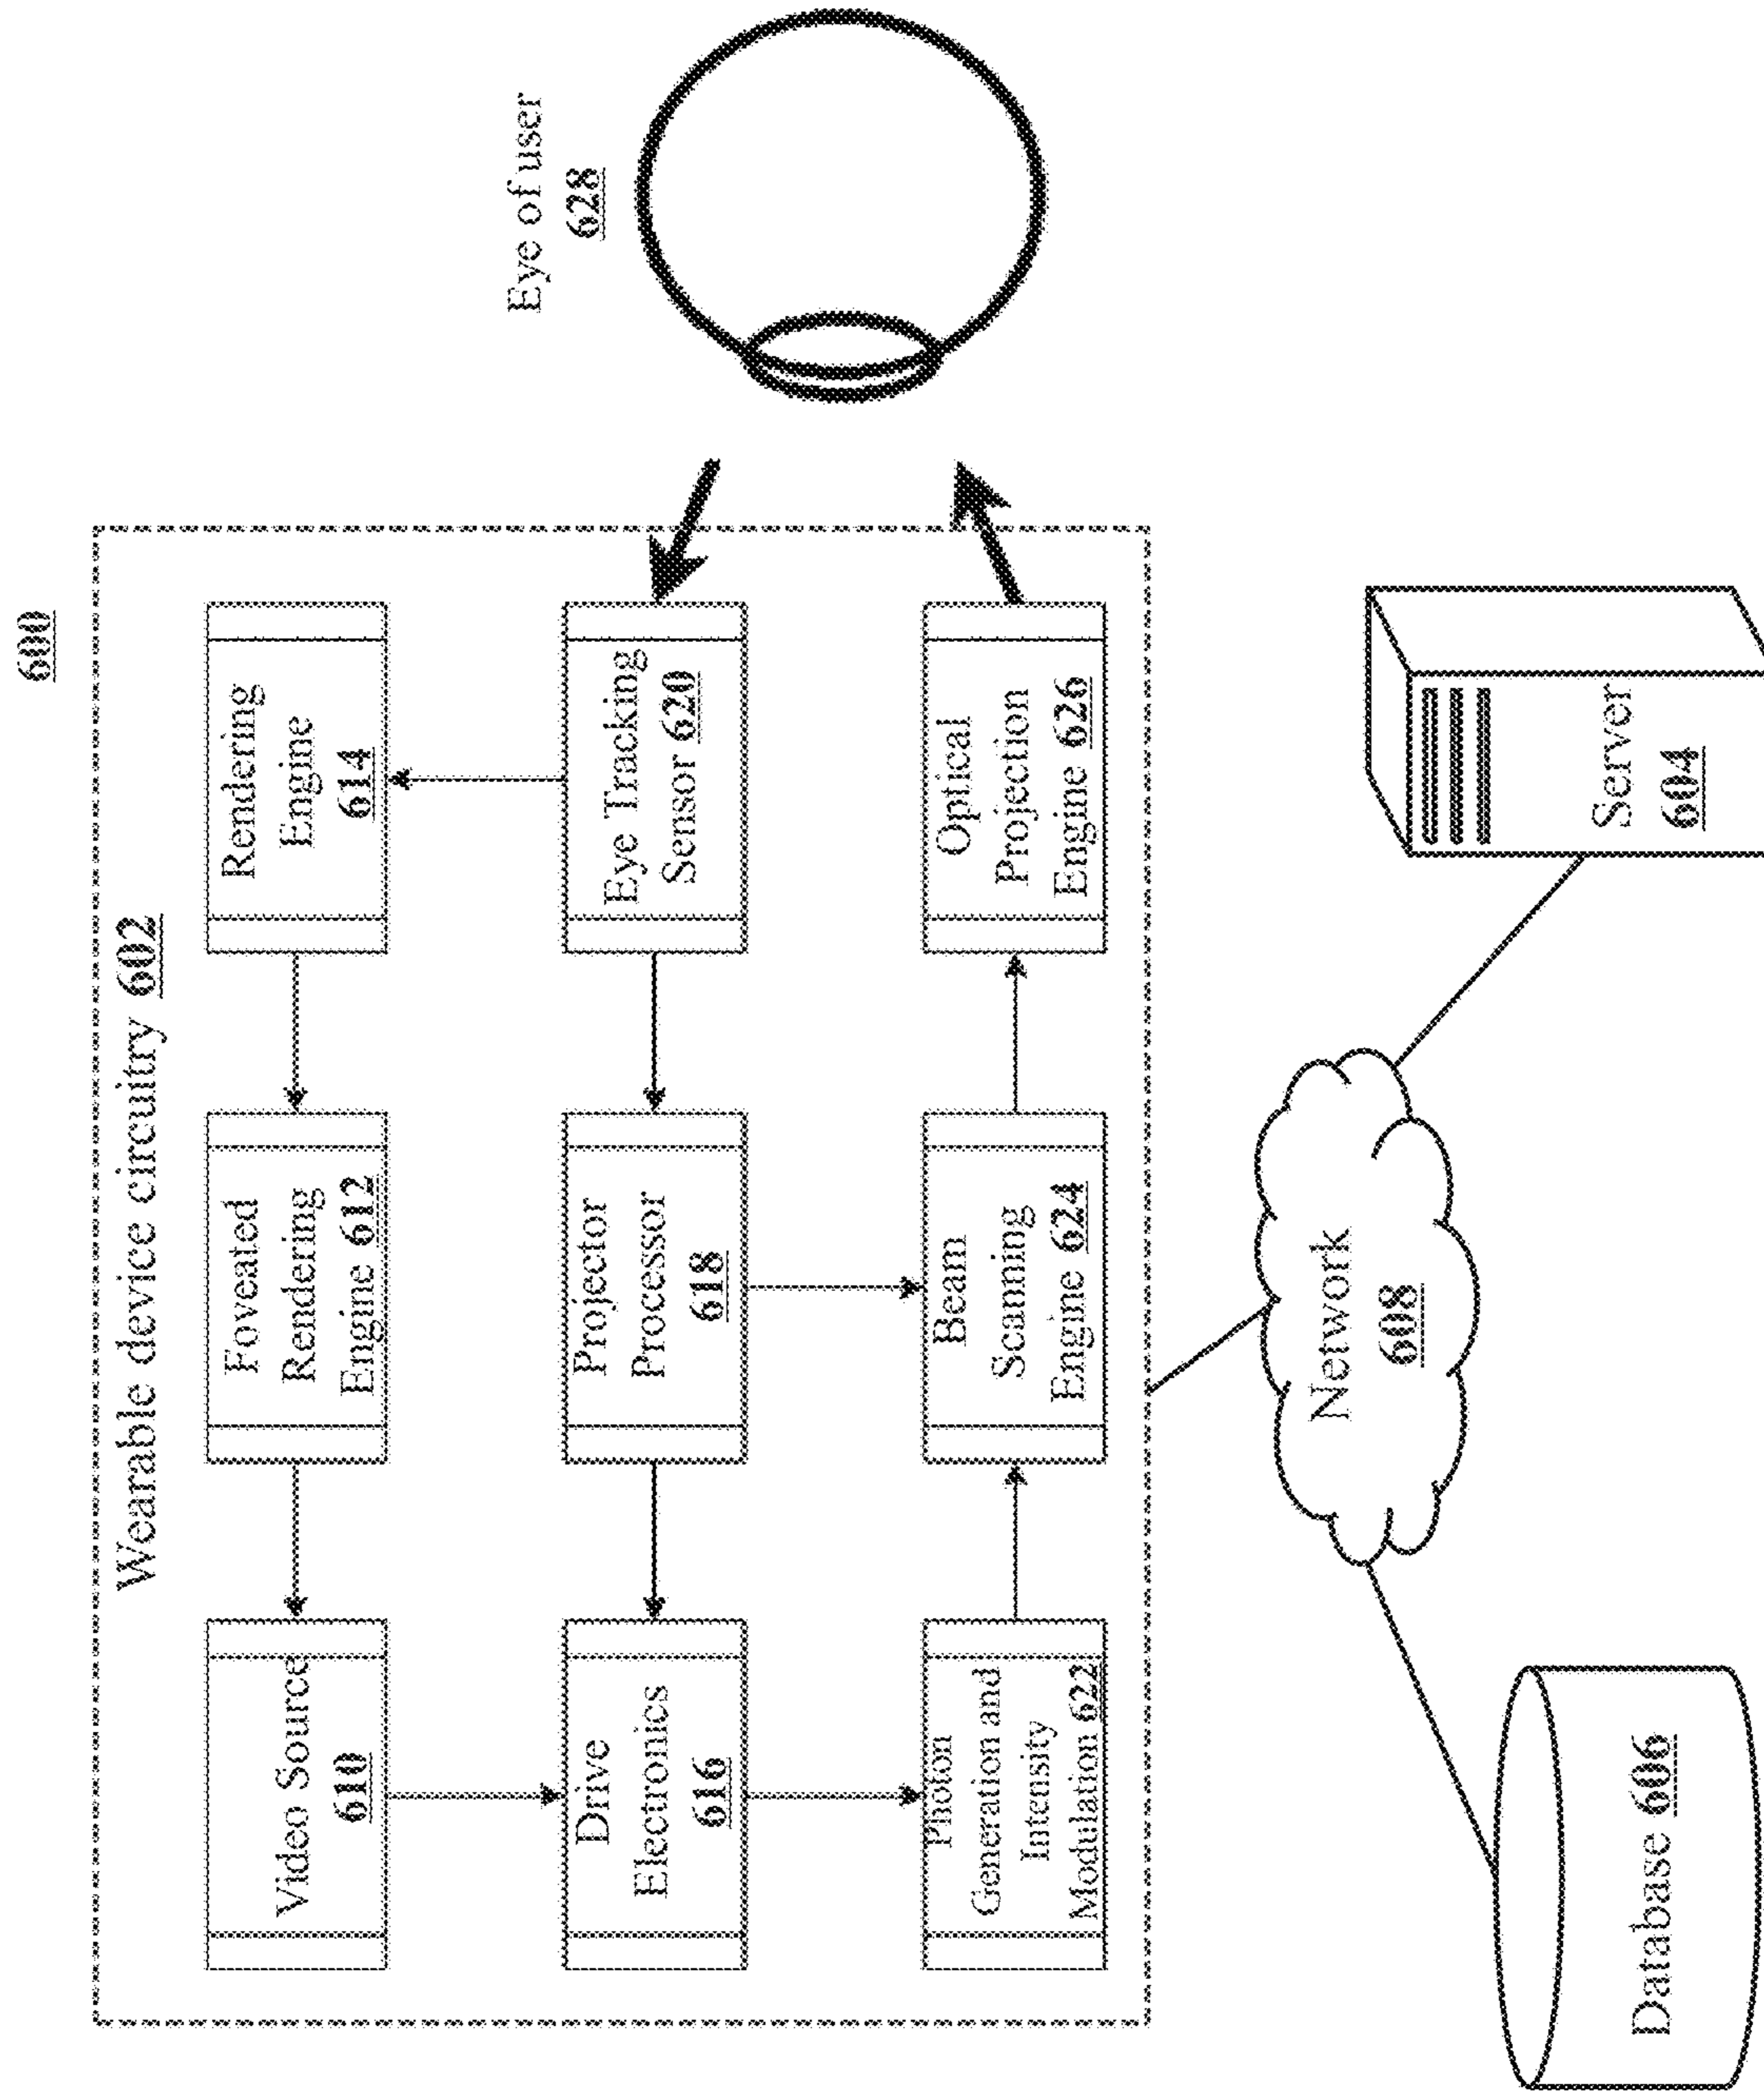 600
Wearable device circuitry 602
Video Source
610
Foveated
Rendering
Engine 612
Rendering
Engine
614
Drive
Electronics
616
Projector
Processor
618
Eye Tracking
Sensor 620
Photon
Generation and
Intensity
Modulation 622
Beam
Scanning
Engine 624
Optical
Projection
Engine 626
Eye of user
628
Database 606
Network
608
Server
604